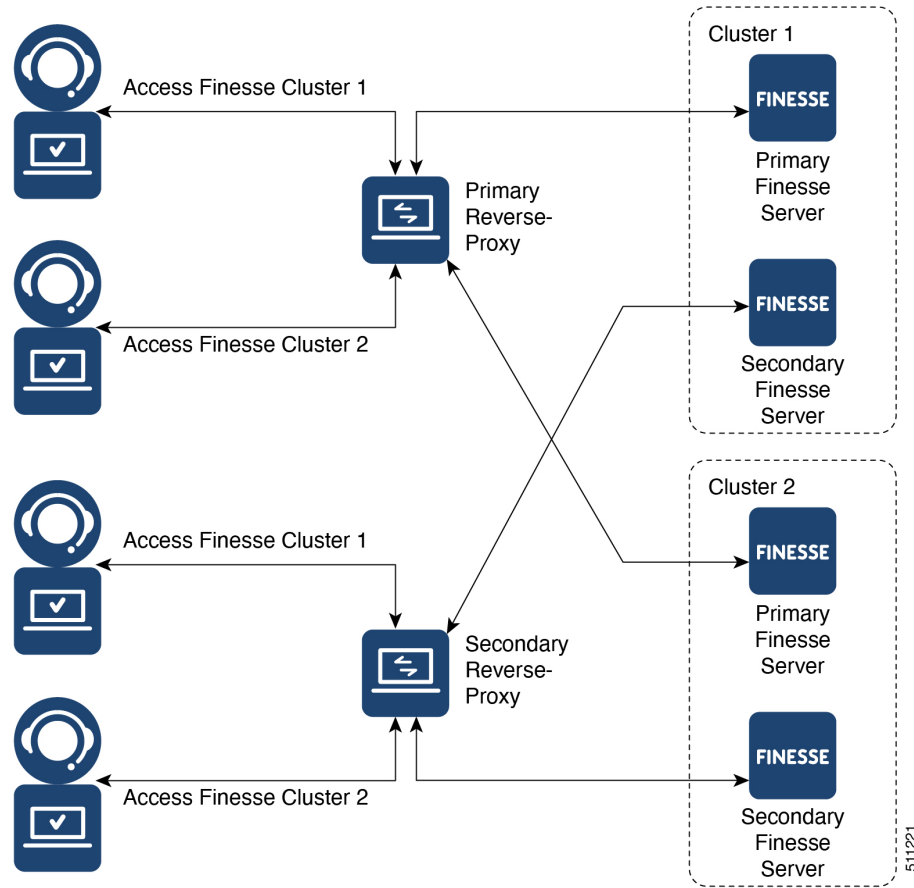 Cluster 1
Access Finesse Cluster 1
FINESSE
Primary
Finesse
Server
Primary
Reverse-
Proxy
FINESSE
Access Finesse Cluster 2
Secondary
Finesse
Server
Cluster 2
Access Finesse Cluster 1
FINESSE
Primary
Finesse
Server
Secondary
Reverse-
Proxy
FINESSE
Access Finesse Cluster 2
Secondary
Finesse
Server
511221